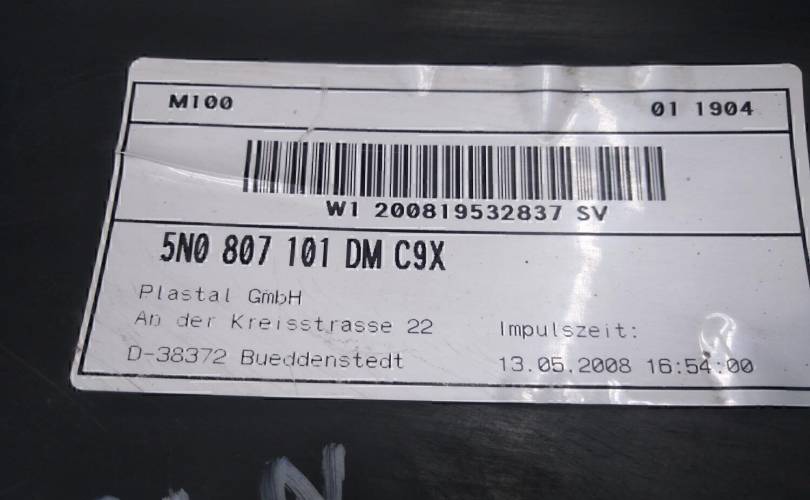 M100 01 1904
W1 200819532837 SV
5N0 807 101 DM C9X
Plastal GmbH
An der Kreisstrasse 22 Impulszeit:
D-38372 Bueddenstedt 13.05.2008 16:54:00